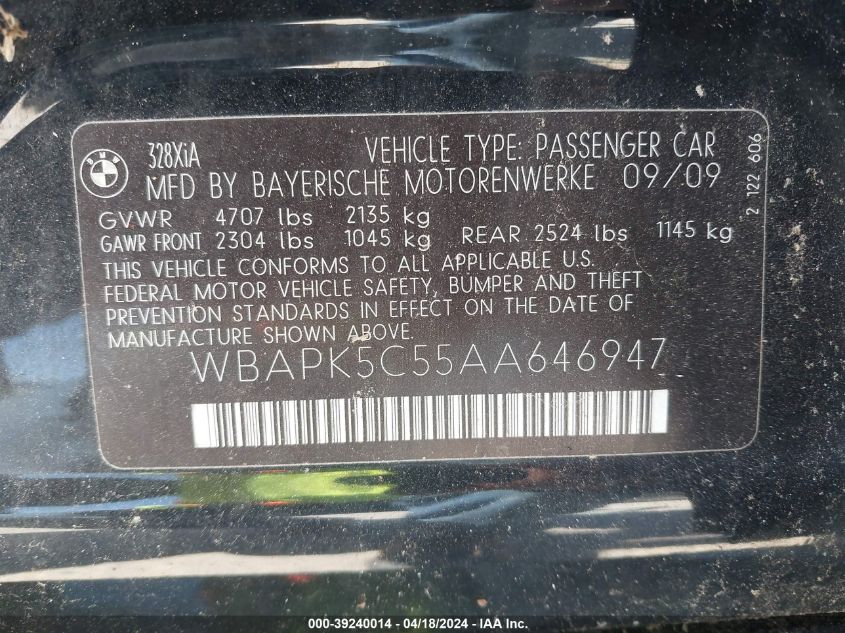 BMW
328XiA VEHICLE TYPE: PASSENGER CAR
MFD BY BAYERISCHE MOTORENWERKE 09/09
GVWR 4707 lbs 2135 kg
GAWR FRONT 2304 lbs 1045 kg REAR 2524 lbs 1145 kg
THIS VEHICLE CONFORMS TO ALL APPLICABLE U.S.
FEDERAL MOTOR VEHICLE SAFETY, BUMPER AND THEFT
PREVENTION STANDARDS IN EFFECT ON THE DATE OF
MANUFACTURE SHOWN ABOVE.
WBAPK5C55AA646947
2 122 606
000-39240014 - 04/18/2024 - IAAI.COM